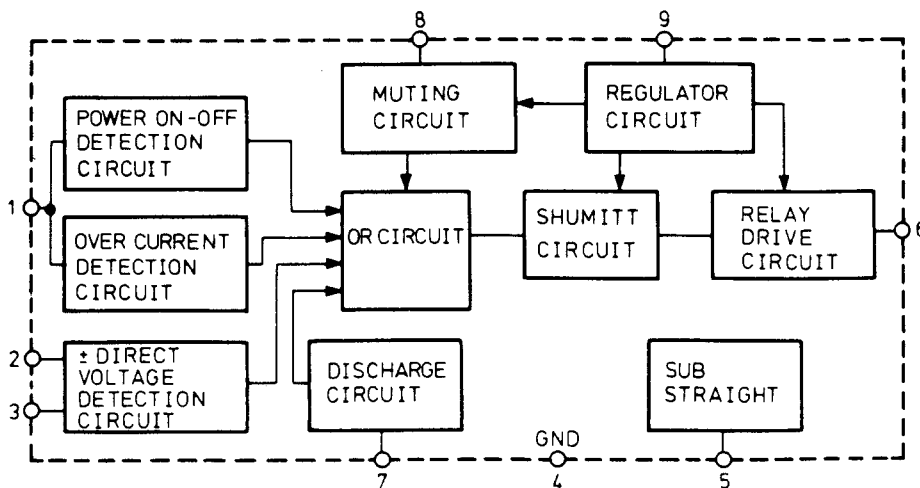 8
9
MUTING
CIRCUIT
REGULATOR
CIRCUIT
POWER ON-OFF
DETECTION
CIRCUIT
1
OVER CURRENT
DETECTION
CIRCUIT
OR CIRCUIT
SHUMITT
CIRCUIT
RELAY
DRIVE
CIRCUIT
6
2
3
± DIRECT
VOLTAGE
DETECTION
CIRCUIT
DISCHARGE
CIRCUIT
SUB
STRAIGHT
GND
7
4
5